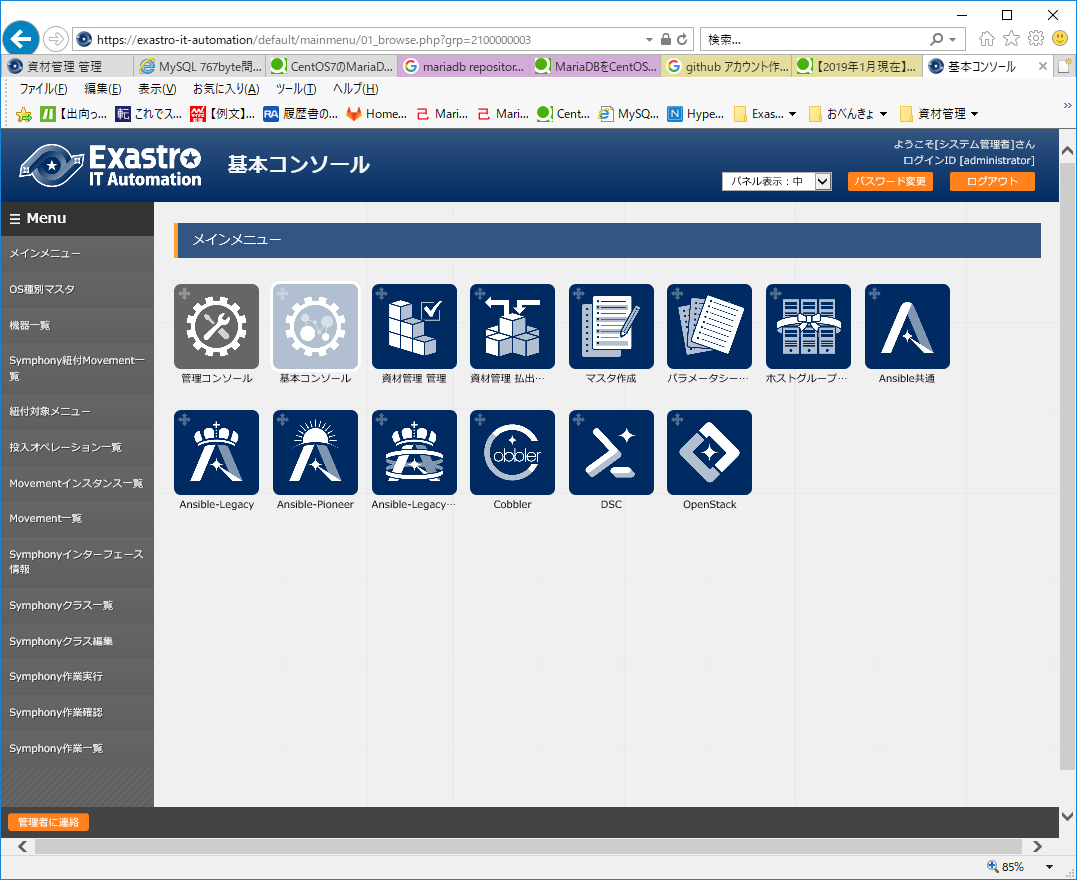 https://exastro-it-automation/default/mainmenu/01_browse.php?grp=2100000003
検索...
資材管理 管理
MySQL 767byte問...
CentOS7のMariaD...
mariadb repositor...
MariaDBをCentOS...
github アカウント作...
【2019年1月現在】...
基本コンソール
ファイル(F) 編集(E) 表示(V) お気に入り(A) ツール(T) ヘルプ(H)
【出向っ...
転 これでス...
【例文】...
RA 履歴書の...
Home...
Mari...
Mari...
Cent...
MySQ...
N Hype...
Exas...
おべんきょ
資材管理
Exastro
IT Automation
基本コンソール
ようこそ[システム管理者]さん
ログインID [administrator]
パネル表示：中
パスワード変更
ログアウト
Menu
メインメニュー
OS種別マスタ
機器一覧
Symphony紐付Movement一
覧
紐付対象メニュー
投入オペレーション一覧
Movementインスタンス一覧
Movement一覧
Symphonyインターフェース
情報
Symphonyクラス一覧
Symphonyクラス編集
Symphony作業実行
Symphony作業確認
Symphony作業一覧
メインメニュー
管理コンソール
基本コンソール
資材管理 管理
資材管理 払出…
マスタ作成
パラメータシー…
ホストグループ…
Ansible共通
Ansible-Legacy
Ansible-Pioneer
Ansible-Legacy…
Cobbler
Cobbler
DSC
OpenStack
管理者に連絡
85%